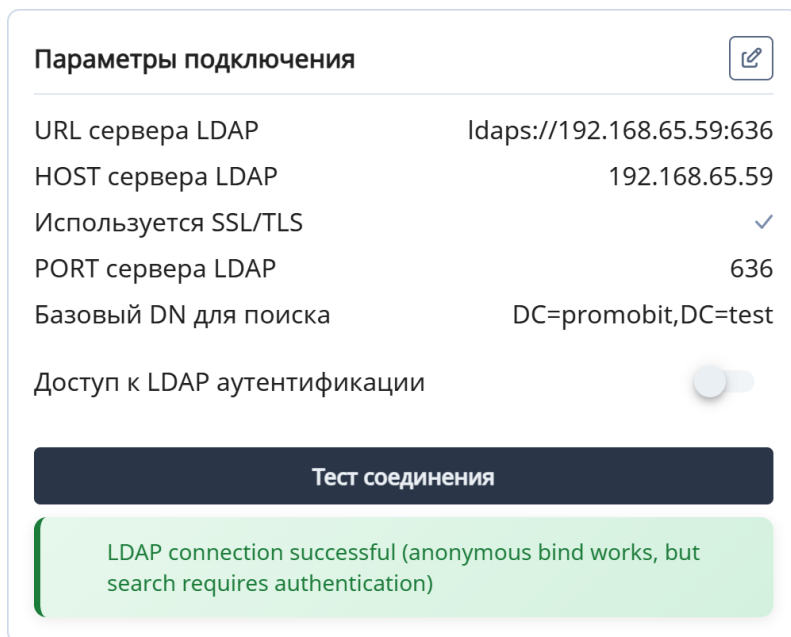 Параметры подключения
URL сервера LDAP ldaps://192.168.65.59:636
HOST сервера LDAP 192.168.65.59
Используется SSL/TLS
PORT сервера LDAP 636
Базовый DN для поиска DC=promobit,DC=test
Доступ к LDAP аутентификации
Тест соединения
LDAP connection successful (anonymous bind works, but
search requires authentication)